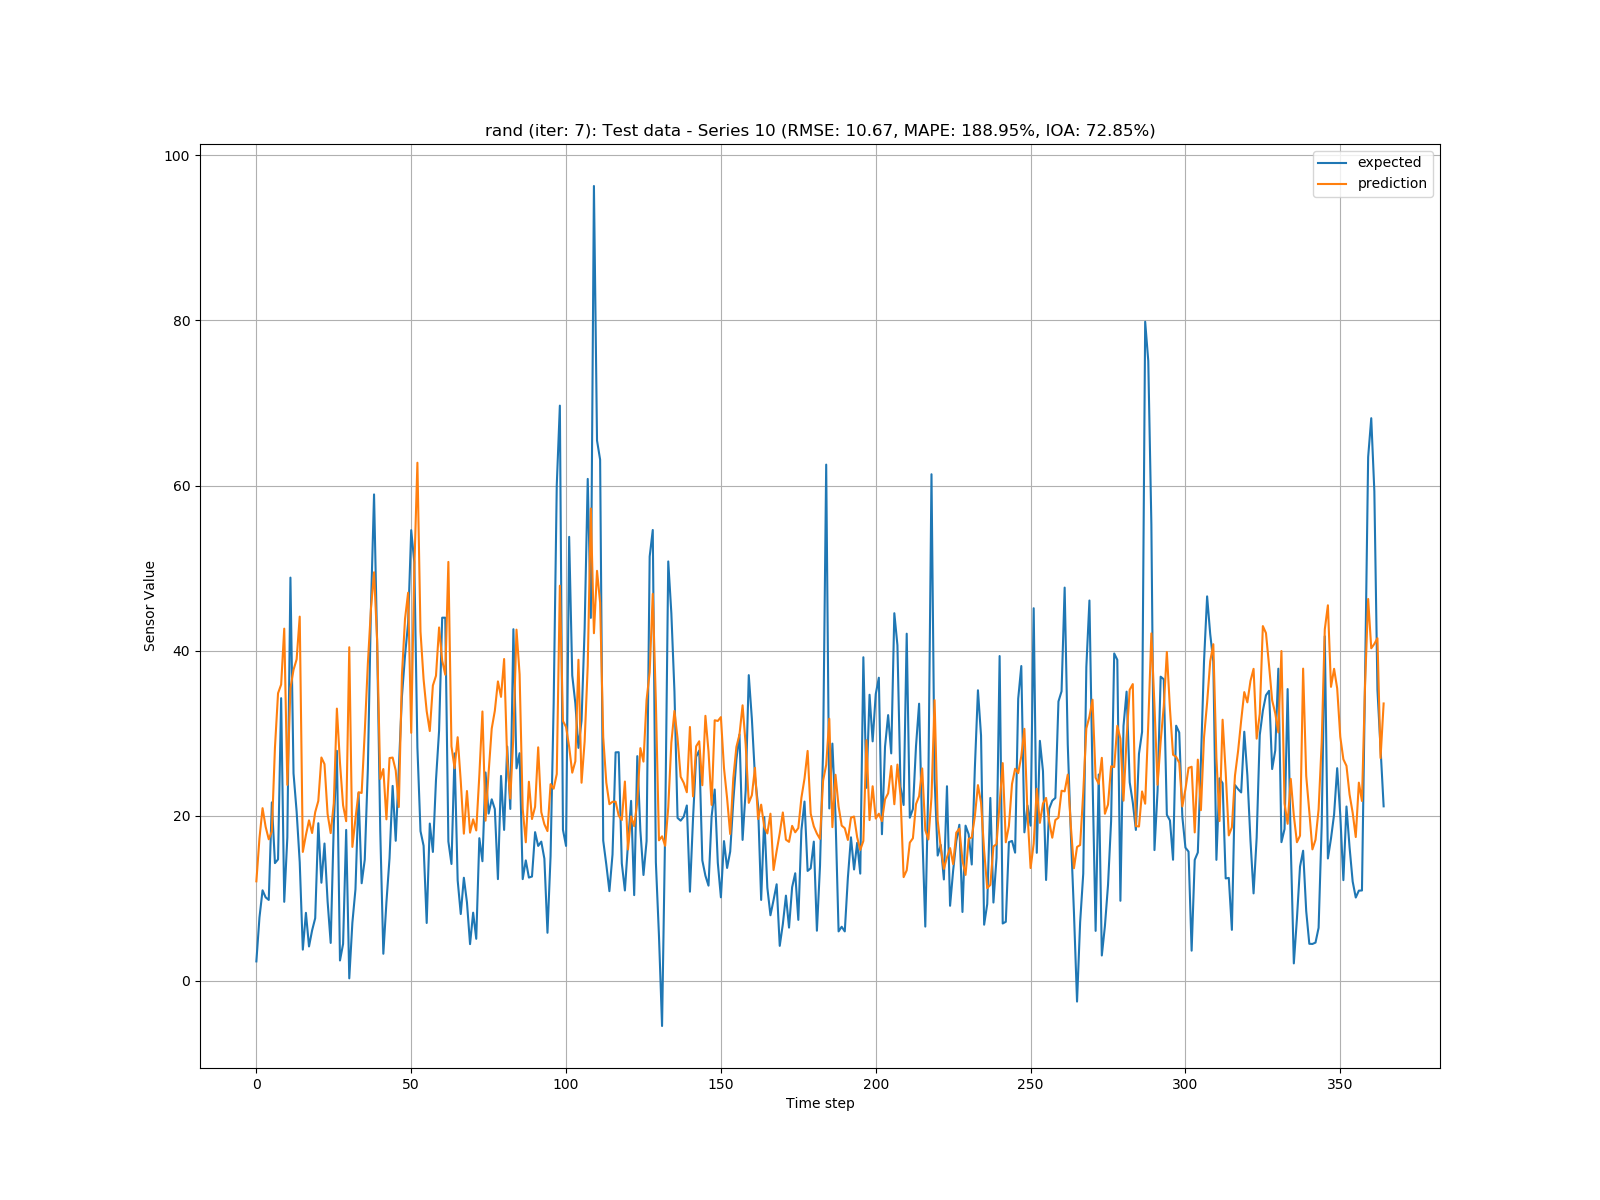 rand (iter: 7): Test data - Series 10 (RMSE: 10.67, MAPE: 188.95%, IOA: 72.85%)
100
80
60
40
20
0
Sensor Value
expected
prediction
0 50 100 150 200 250 300 350
Time step